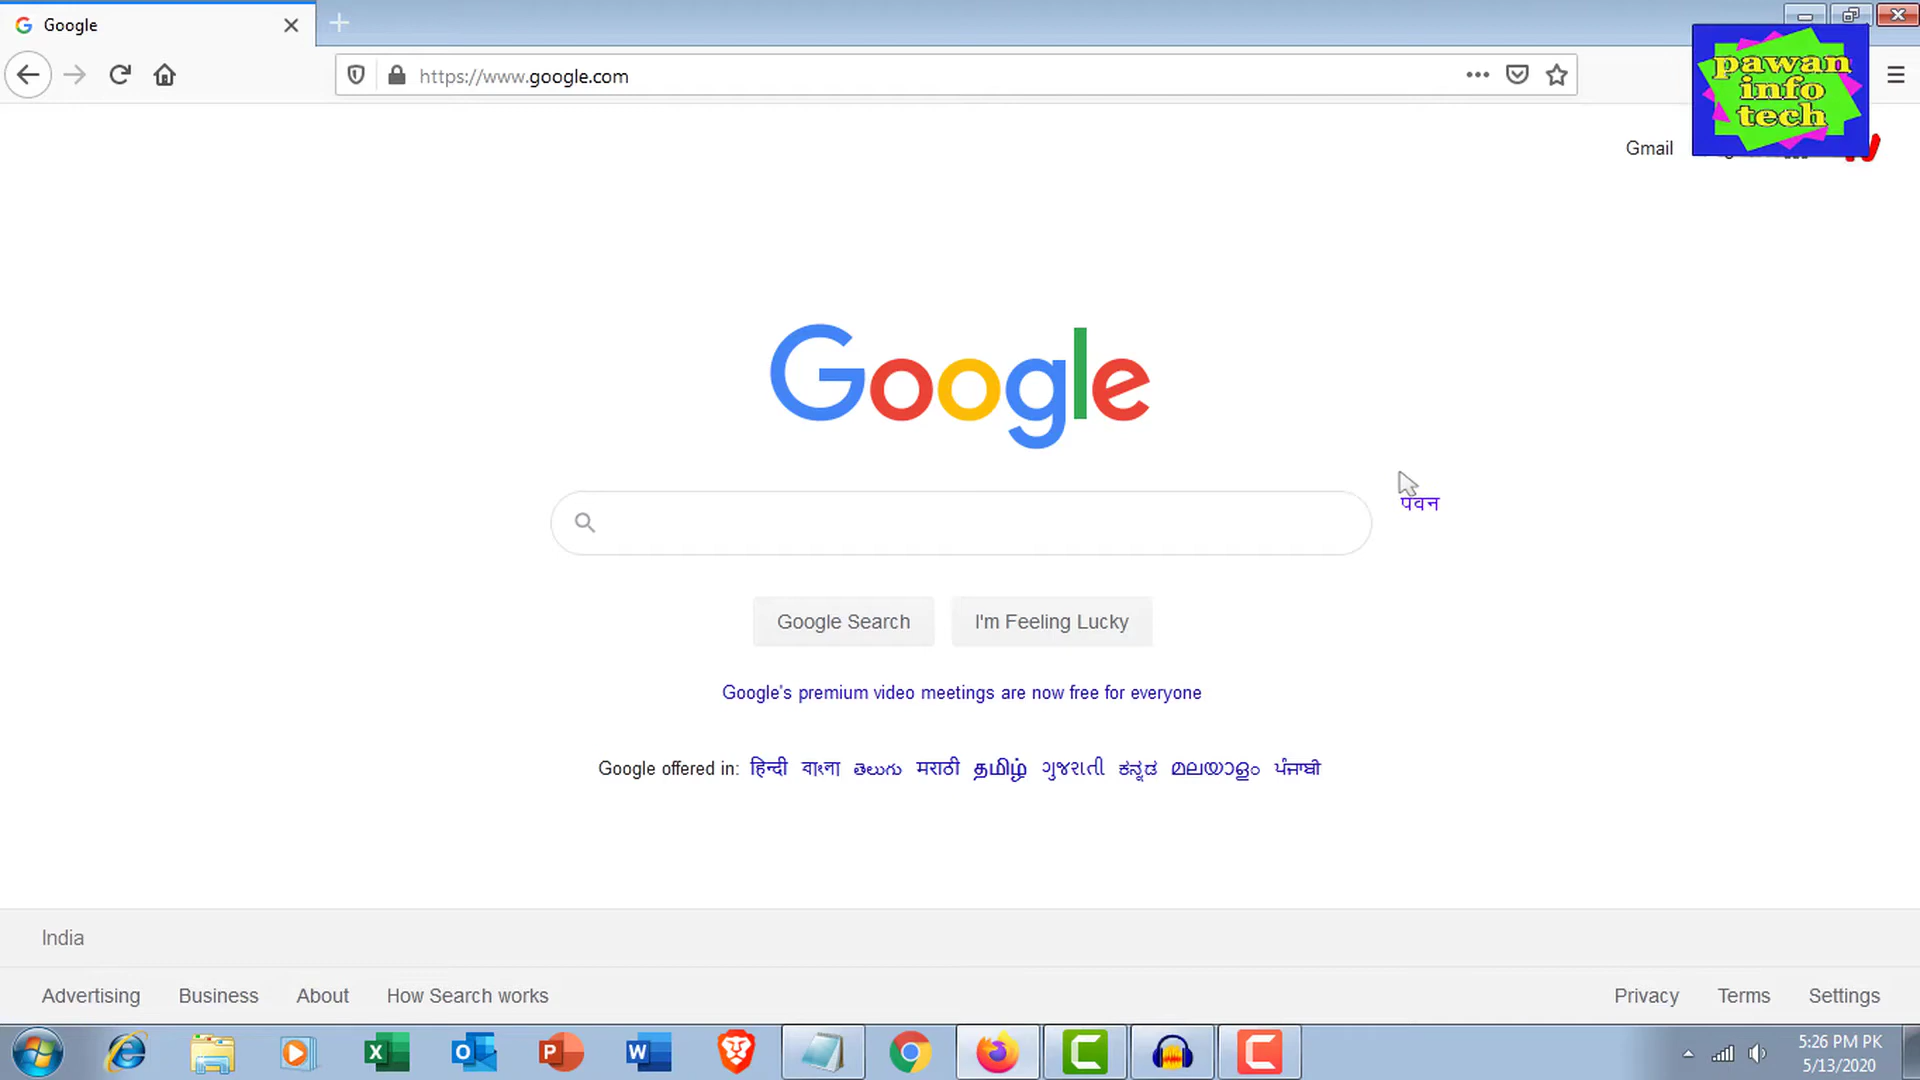 Google
https://www.google.com
pawan
info
tech
Gmail
Google
पवन
Google Search
I'm Feeling Lucky
Google's premium video meetings are now free for everyone
Google offered in: हिन्दी বাংলা తెలుగు मराठी தமிழ் ગુજરાતી ಕನ್ನಡ മലയാളം ਪੰਜਾਬੀ
India
Advertising Business About How Search works
Privacy Terms Settings
5:26 PM PK
5/13/2020